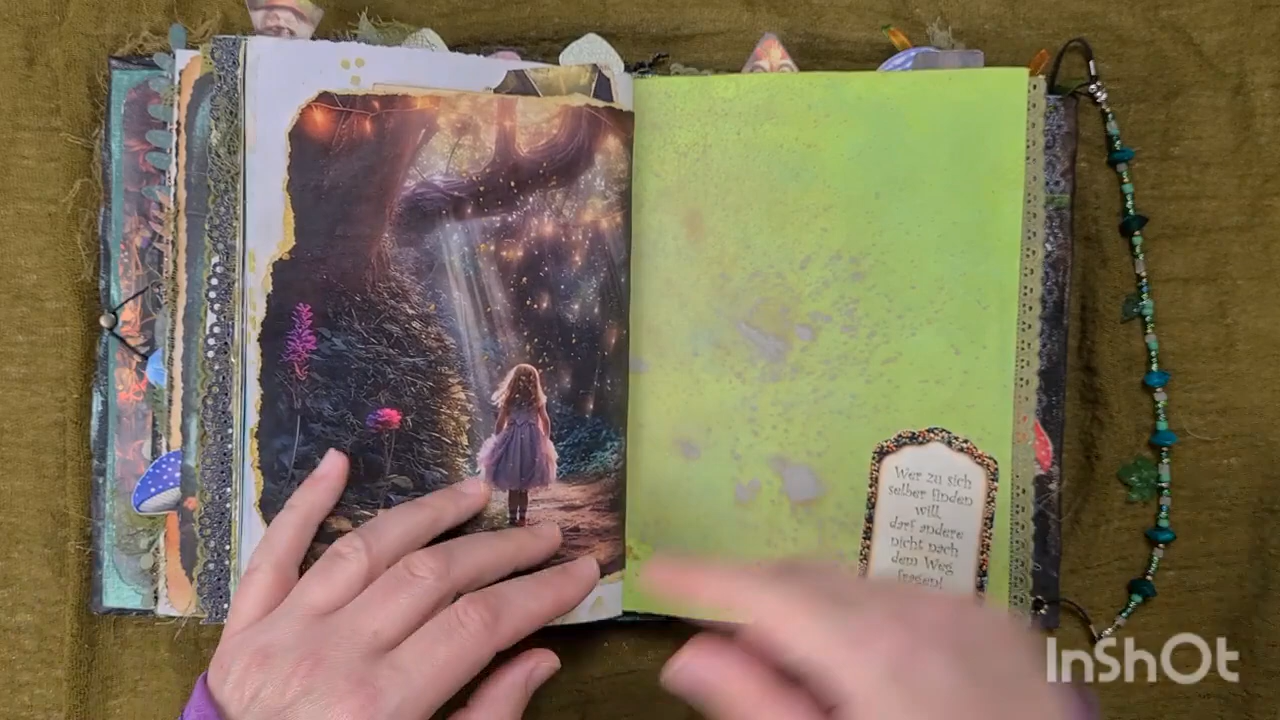 Wer zu sich
selber finden
will,
darf andere
nicht nach
dem Weg
fragen!
InShOt